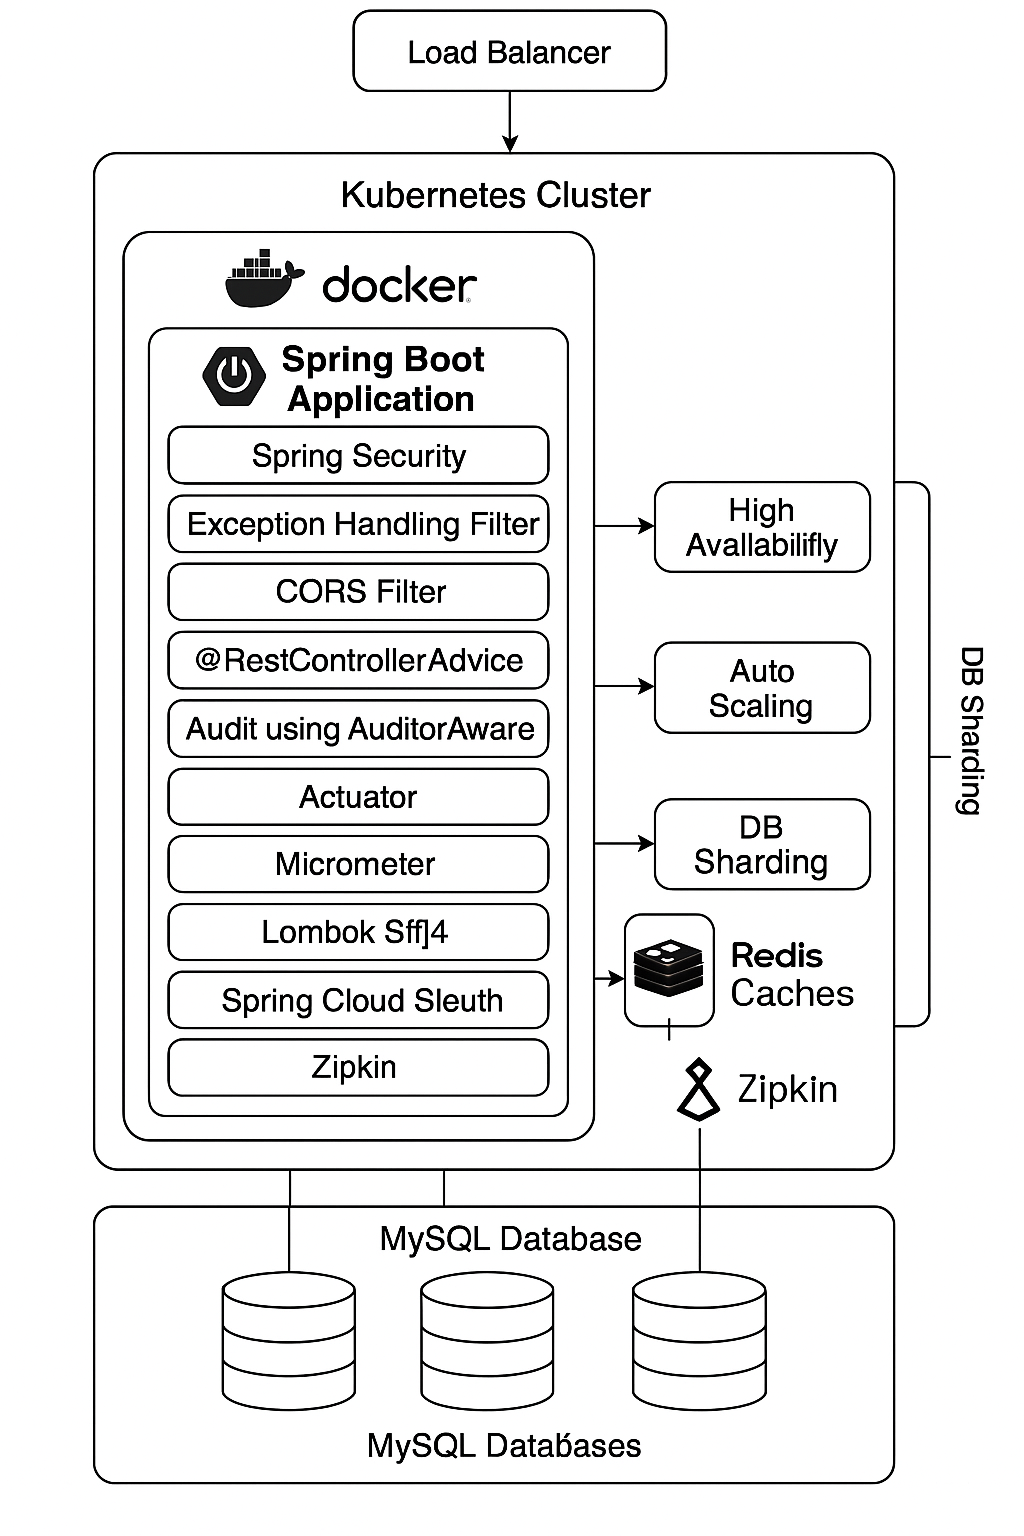 Load Balancer
Kubernetes Cluster
docker
Spring Boot
Application
Spring Security
Exception Handling Filter
CORS Filter
@RestControllerAdvice
Audit using AuditorAware
Actuator
Micrometer
Lombok Sff]4
Spring Cloud Sleuth
Zipkin
High
Avallabilifly
Auto
Scaling
DB
Sharding
Redis
Caches
Zipkin
DB Sharding
MySQL Database
MySQL Datab́ases